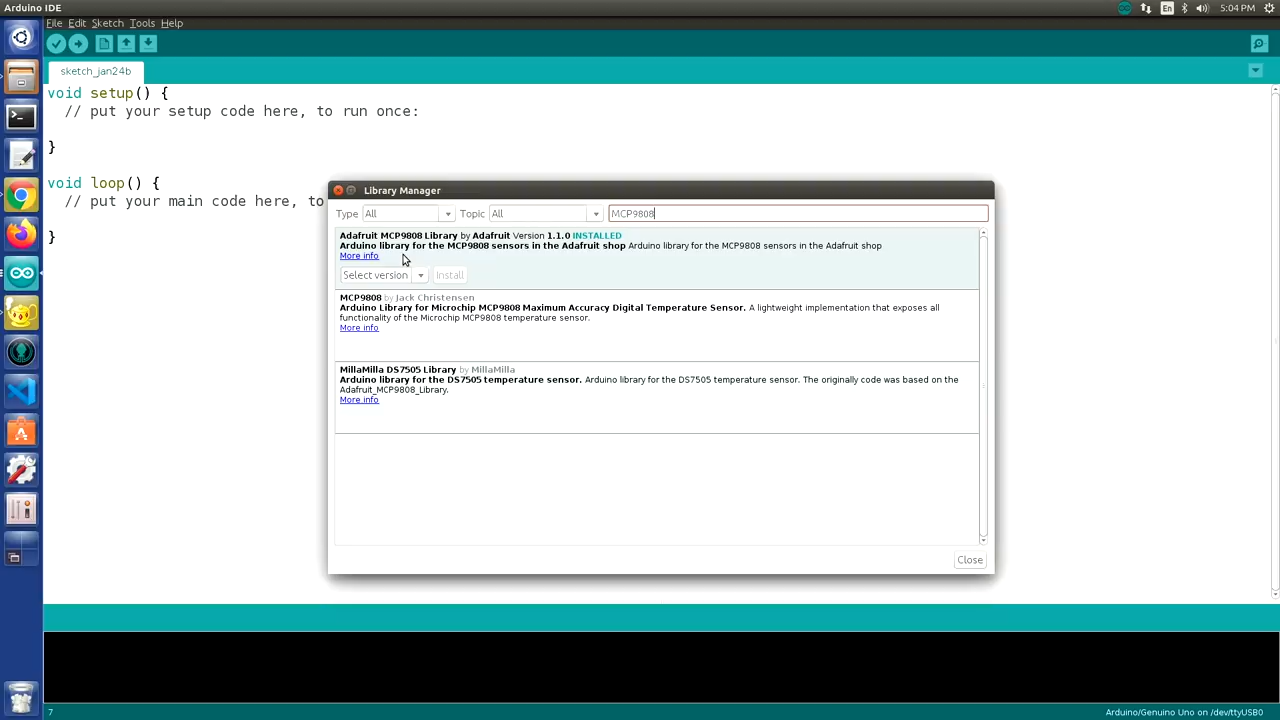 Arduino IDE
En
5:04 PM
File Edit Sketch Tools Help
sketch_jan24b
void setup() {
// put your setup code here, to run once:
}
void loop() {
// put your main code here, to
}
Library Manager
Type All Topic All MCP9808
Adafruit MCP9808 Library by Adafruit Version 1.1.0 INSTALLED
Arduino library for the MCP9808 sensors in the Adafruit shop Arduino library for the MCP9808 sensors in the Adafruit shop
More info
Select version Install
MCP9808 by Jack Christensen
Arduino Library for Microchip MCP9808 Maximum Accuracy Digital Temperature Sensor. A lightweight implementation that exposes all
functionality of the Microchip MCP9808 temperature sensor.
More info
MillaMilla DS7505 Library by MillaMilla
Arduino library for the DS7505 temperature sensor. Arduino library for the DS7505 temperature sensor. The originally code was based on the
Adafruit_MCP9808_Library.
More info
Close
7
Arduino/Genuino Uno on /dev/ttyUSB0